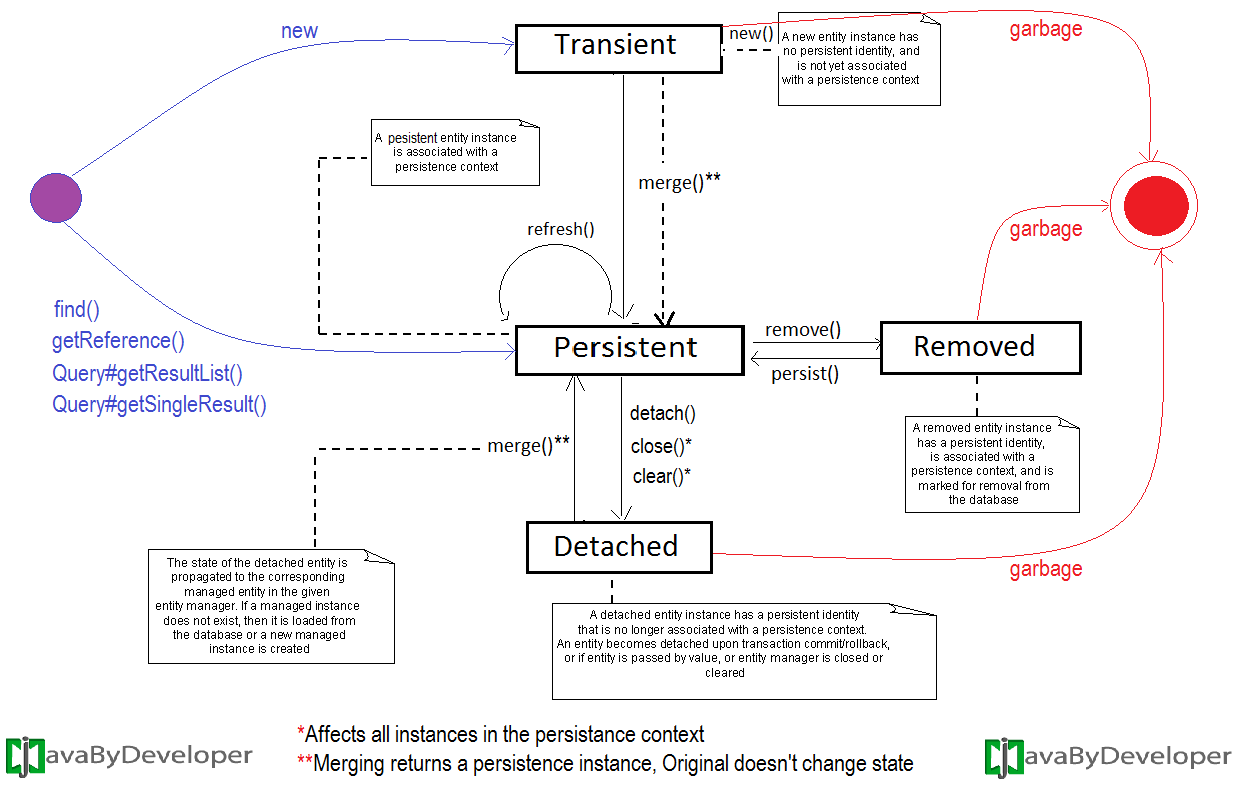 new
Transient
new()
A new entity instance has
no persistent identity, and
is not yet associated
with a persistence context
garbage
A pesistent entity instance
is associated with a
persistence context
merge()**
refresh()
garbage
find()
getReference()
Query#getResultList()
Query#getSingleResult()
Persistent
remove()
persist()
Removed
detach()
close()*
clear()*
merge()**
A removed entity instance
has a persistent identity,
is associated with a
persistence context, and is
marked for removal from
the database
Detached
garbage
The state of the detached entity is
propagated to the corresponding
managed entity in the given
entity manager. If a managed instance
does not exist, then it is loaded from
the database or a new managed
instance is created
A detached entity instance has a persistent identity
that is no longer associated with a persistence context.
An entity becomes detached upon transaction commit/rollback,
or if entity is passed by value, or entity manager is closed or
cleared
*Affects all instances in the persistance context
**Merging returns a persistence instance, Original doesn't change state
JavaByDeveloper
JavaByDeveloper